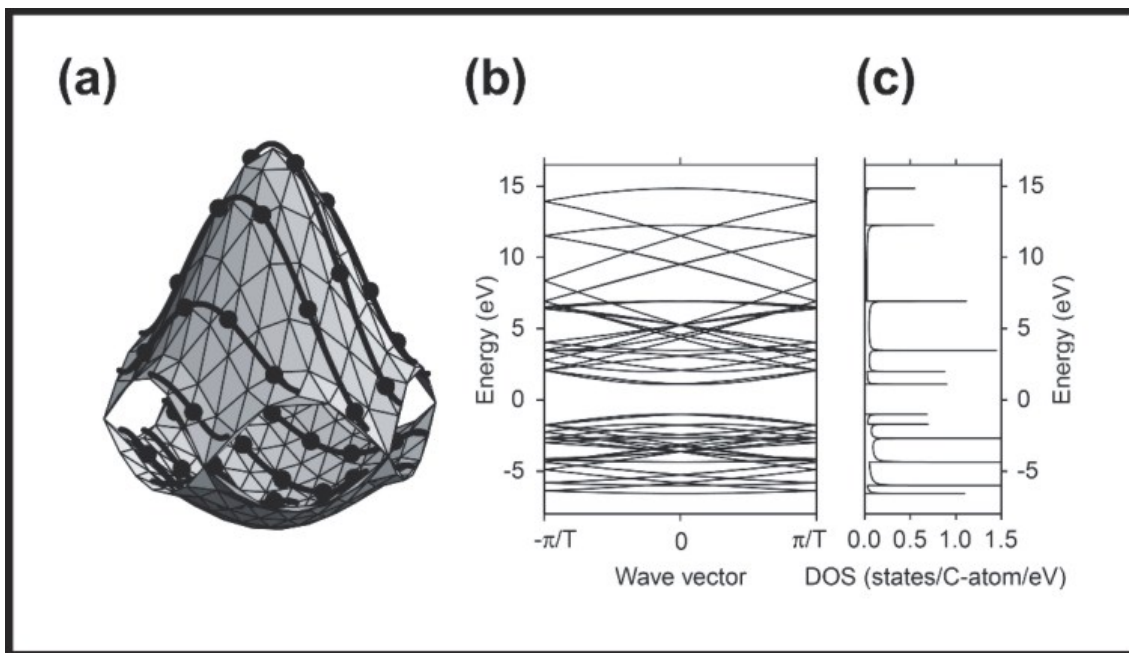 (a)
(b)
(c)
Energy (eV)
15
10
5
0
-5
-π/T
0
π/T
Wave vector
15
10
5
0
-5
Energy (eV)
0.0 0.5 1.0 1.5
DOS (states/C-atom/eV)